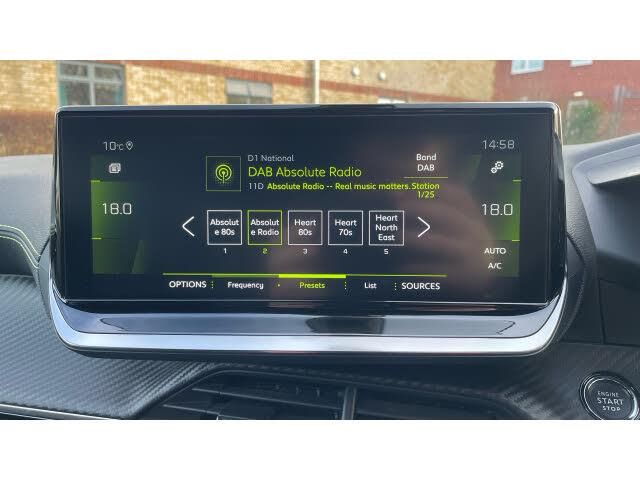 10°C
14:58
D1 National
DAB Absolute Radio
11D Absolute Radio -- Real music matters.
Band
DAB
Station
1/25
18.0
18.0
Absolut
e 80s
1
Absolut
e Radio
2
Heart
80s
3
Heart
70s
4
Heart
North
East
5
AUTO
A/C
OPTIONS
Frequency
Presets
List
SOURCES
ENGINE
START
STOP